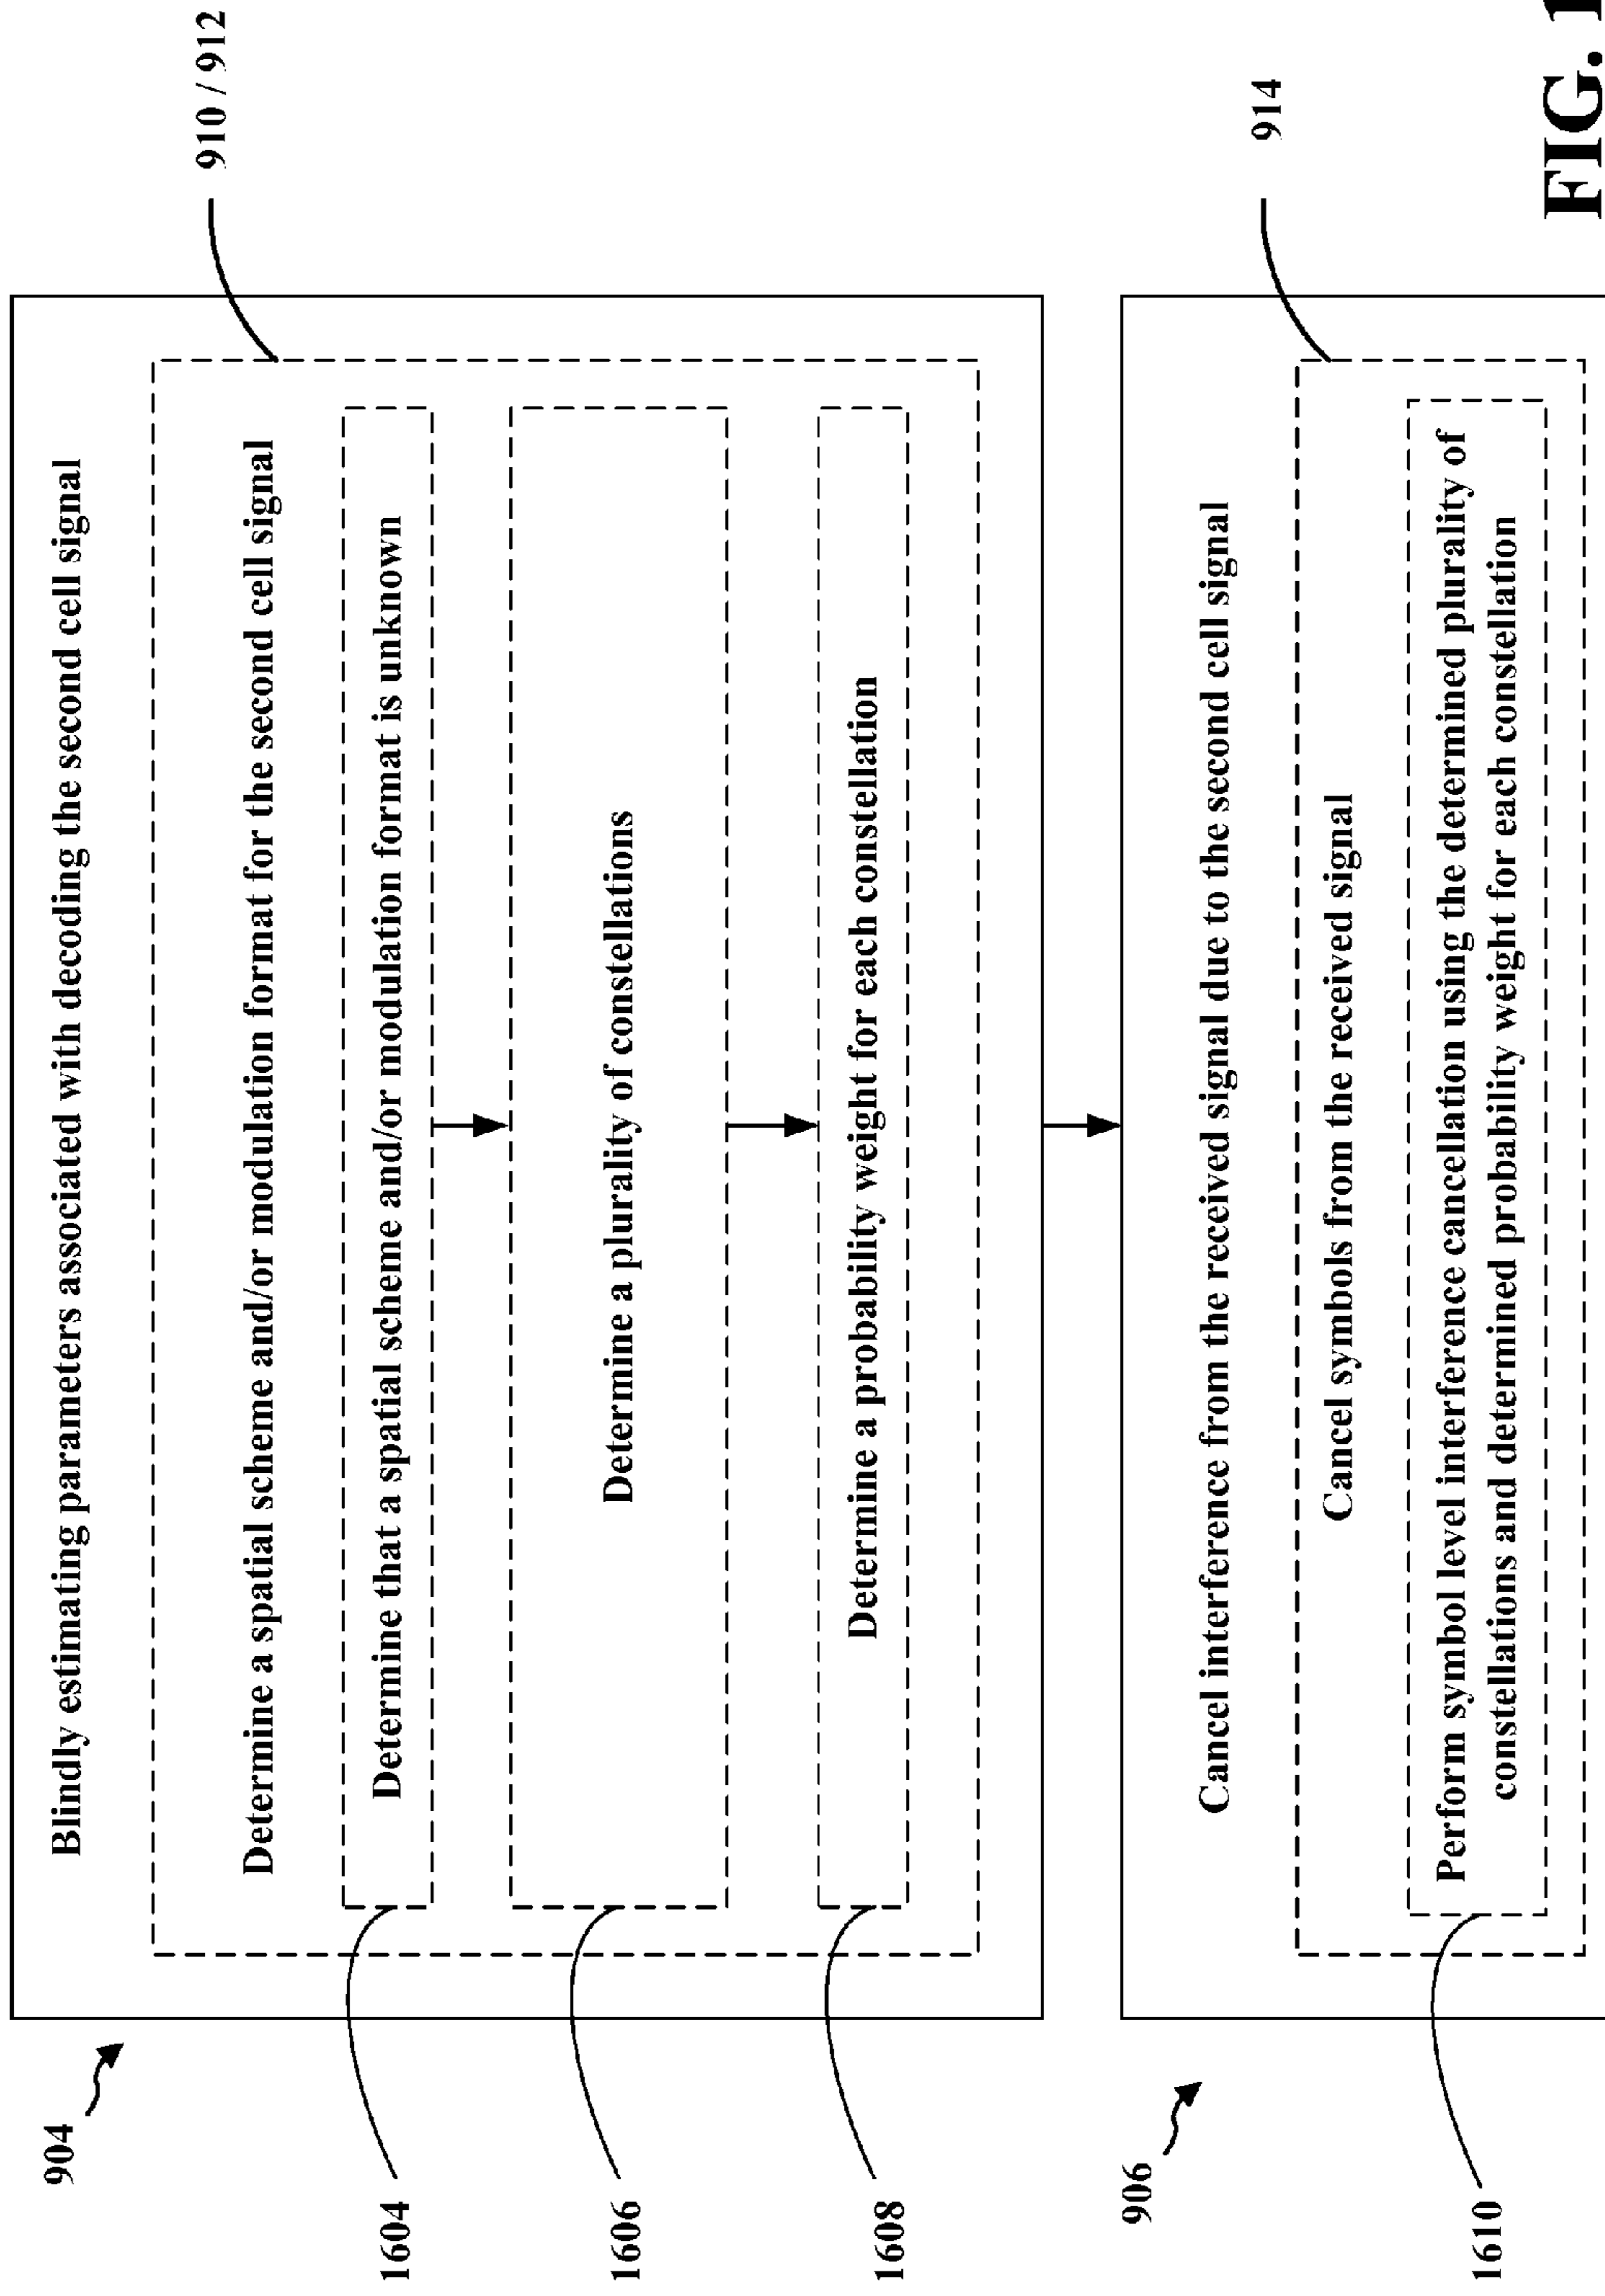 904
Blindly estimating parameters associated with decoding the second cell signal
910 / 912
Determine a spatial scheme and/or modulation format for the second cell signal
1604
Determine that a spatial scheme and/or modulation format is unknown
1606
Determine a plurality of constellations
1608
Determine a probability weight for each constellation
906
Cancel interference from the received signal due to the second cell signal
914
Cancel symbols from the received signal
1610
Perform symbol level interference cancellation using the determined plurality of
constellations and determined probability weight for each constellation
FIG.